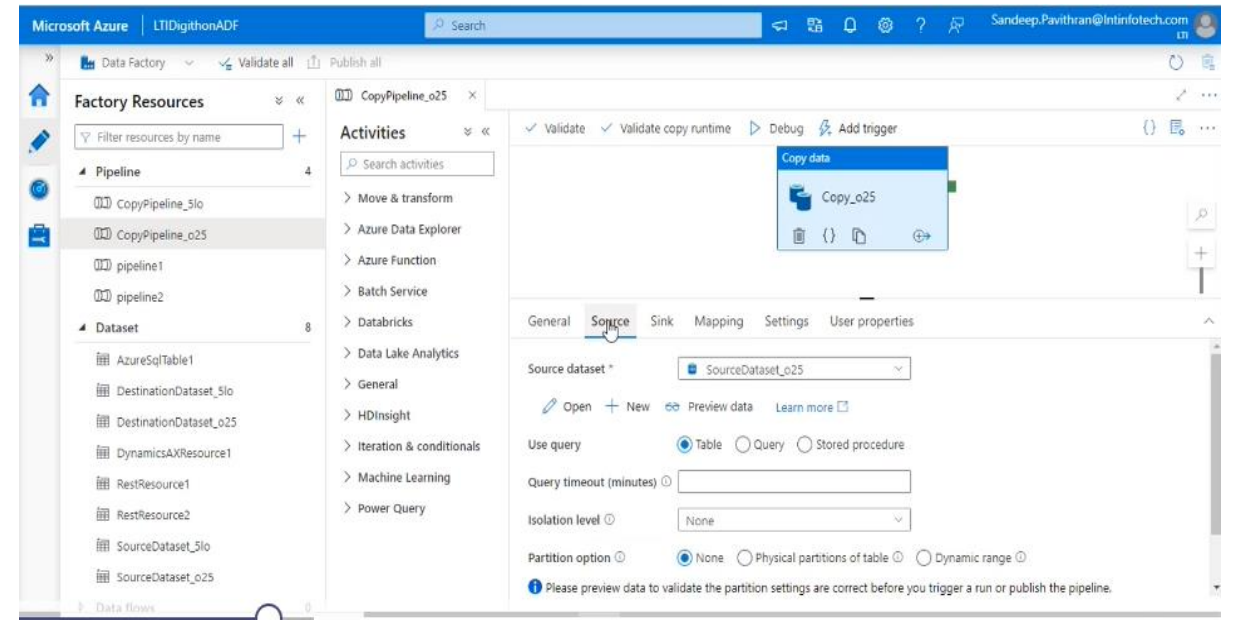 Microsoft Azure | LTIDigithonADF
Search
Sandeep.Pavithran@lntinfotech.com
LTI
Data Factory
Validate all
Publish all
Factory Resources
Filter resources by name
Pipeline 4
CopyPipeline_5lo
CopyPipeline_o25
pipeline1
pipeline2
Dataset 8
AzureSqlTable1
DestinationDataset_5lo
DestinationDataset_o25
DynamicsAXResource1
RestResource1
RestResource2
SourceDataset_5lo
SourceDataset_o25
Data flows 0
CopyPipeline_o25
Activities
Search activities
Move & transform
Azure Data Explorer
Azure Function
Batch Service
Databricks
Data Lake Analytics
General
HDInsight
Iteration & conditionals
Machine Learning
Power Query
Validate Validate copy runtime Debug Add trigger
Copy data
Copy_o25
General Source Sink Mapping Settings User properties
Source dataset * SourceDataset_o25
Open New Preview data Learn more
Use query Table Query Stored procedure
Query timeout (minutes)
Isolation level None
Partition option None Physical partitions of table Dynamic range
Please preview data to validate the partition settings are correct before you trigger a run or publish the pipeline.